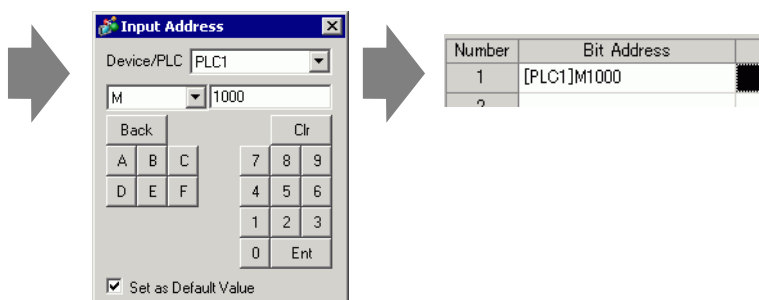 Input Address
Device/PLC PLC1
M 1000
Back Clr
A B C 7 8 9
D E F 4 5 6
1 2 3
0 Ent
Set as Default Value
Number Bit Address
1 [PLC1]M1000
2